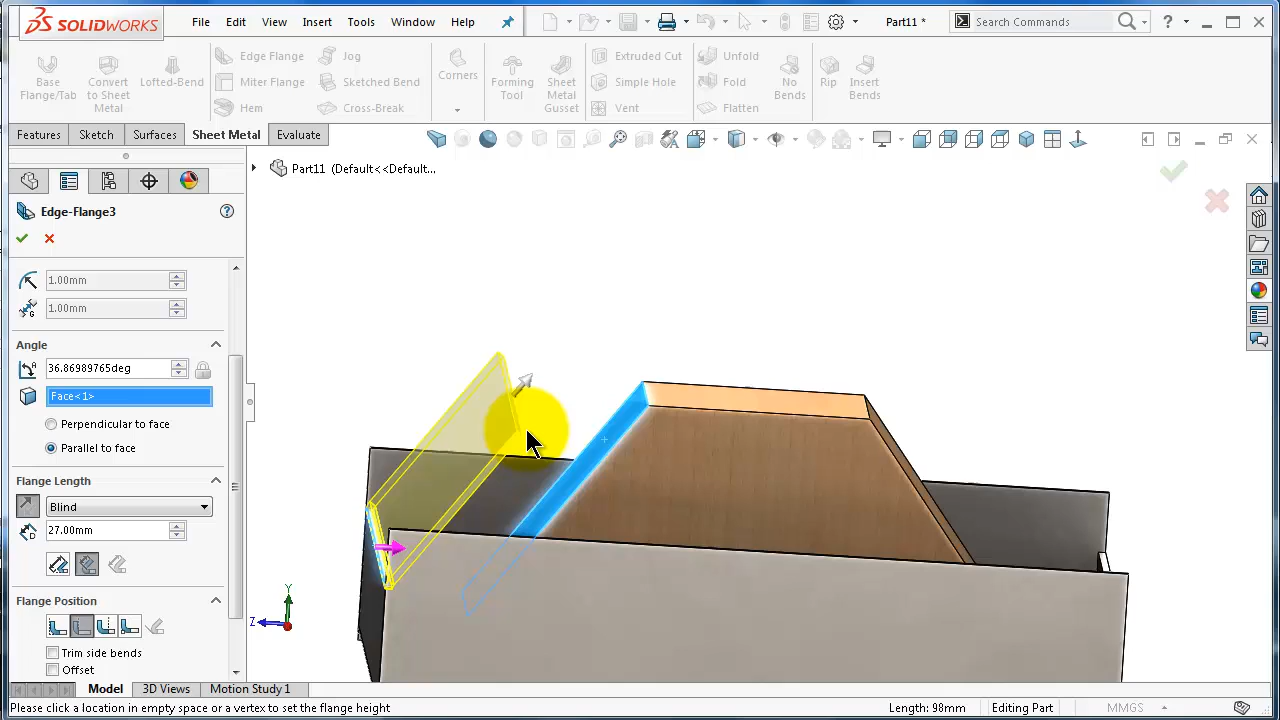 SOLIDWORKS File Edit View Insert Tools Window Help Part11 * Search Commands ?
Base Flange/Tab Convert to Sheet Metal Lofted-Bend Edge Flange Miter Flange Hem Jog Sketched Bend Cross-Break Corners Forming Tool Sheet Metal Gusset Extruded Cut Simple Hole Vent Unfold Fold Flatten No Bends Rip Insert Bends
Features Sketch Surfaces Sheet Metal Evaluate
Part11 (Default<<Default...
Edge-Flange3 ?
1.00mm
1.00mm
Angle
36.86989765deg
Face<1>
Perpendicular to face
Parallel to face
Flange Length
Blind
27.00mm
Flange Position
Trim side bends
Offset
Y
Z
Model 3D Views Motion Study 1
Please click a location in empty space or a vertex to set the flange height Length: 98mm Editing Part MMGS